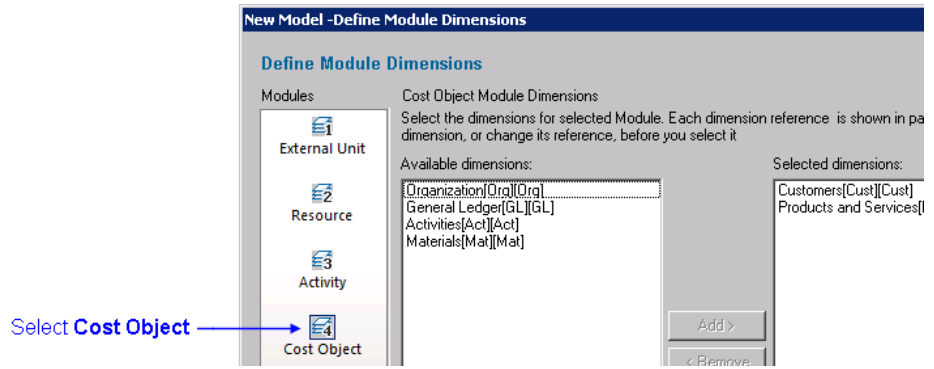 New Model -Define Module Dimensions
Define Module Dimensions
Modules
Cost Object Module Dimensions
Select the dimensions for selected Module. Each dimension reference is shown in pa
dimension, or change its reference, before you select it
External Unit
Available dimensions:
Selected dimensions:
Organization[Org][Org]
General Ledger[GL][GL]
Activities[Act][Act]
Materials[Mat][Mat]
Customers[Cust][Cust]
Products and Services[
Resource
Activity
Select Cost Object
Cost Object
Add >
< Remove